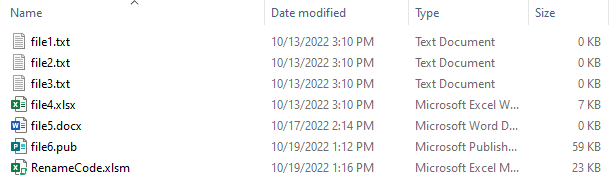 Name Date modified Type Size
file1.txt 10/13/2022 3:10 PM Text Document 0 KB
file2.txt 10/13/2022 3:10 PM Text Document 0 KB
file3.txt 10/13/2022 3:10 PM Text Document 0 KB
file4.xlsx 10/13/2022 3:10 PM Microsoft Excel W... 7 KB
file5.docx 10/17/2022 2:14 PM Microsoft Word D... 0 KB
file6.pub 10/19/2022 1:12 PM Microsoft Publish... 59 KB
RenameCode.xlsm 10/19/2022 1:16 PM Microsoft Excel M... 23 KB